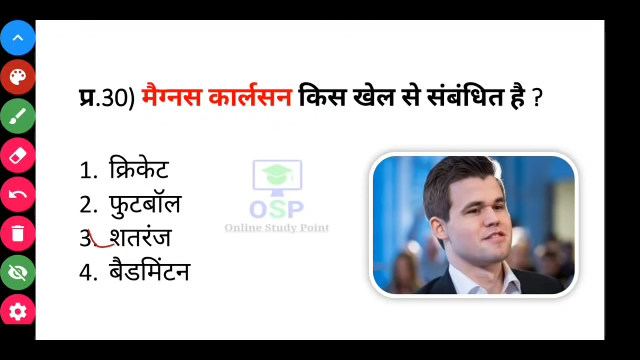 प्र.30) मैग्नस कार्लसन किस खेल से संबंधित है ?
1. क्रिकेट
2. फुटबॉल
3. शतरंज
4. बैडमिंटन
OSP
Online Study Point